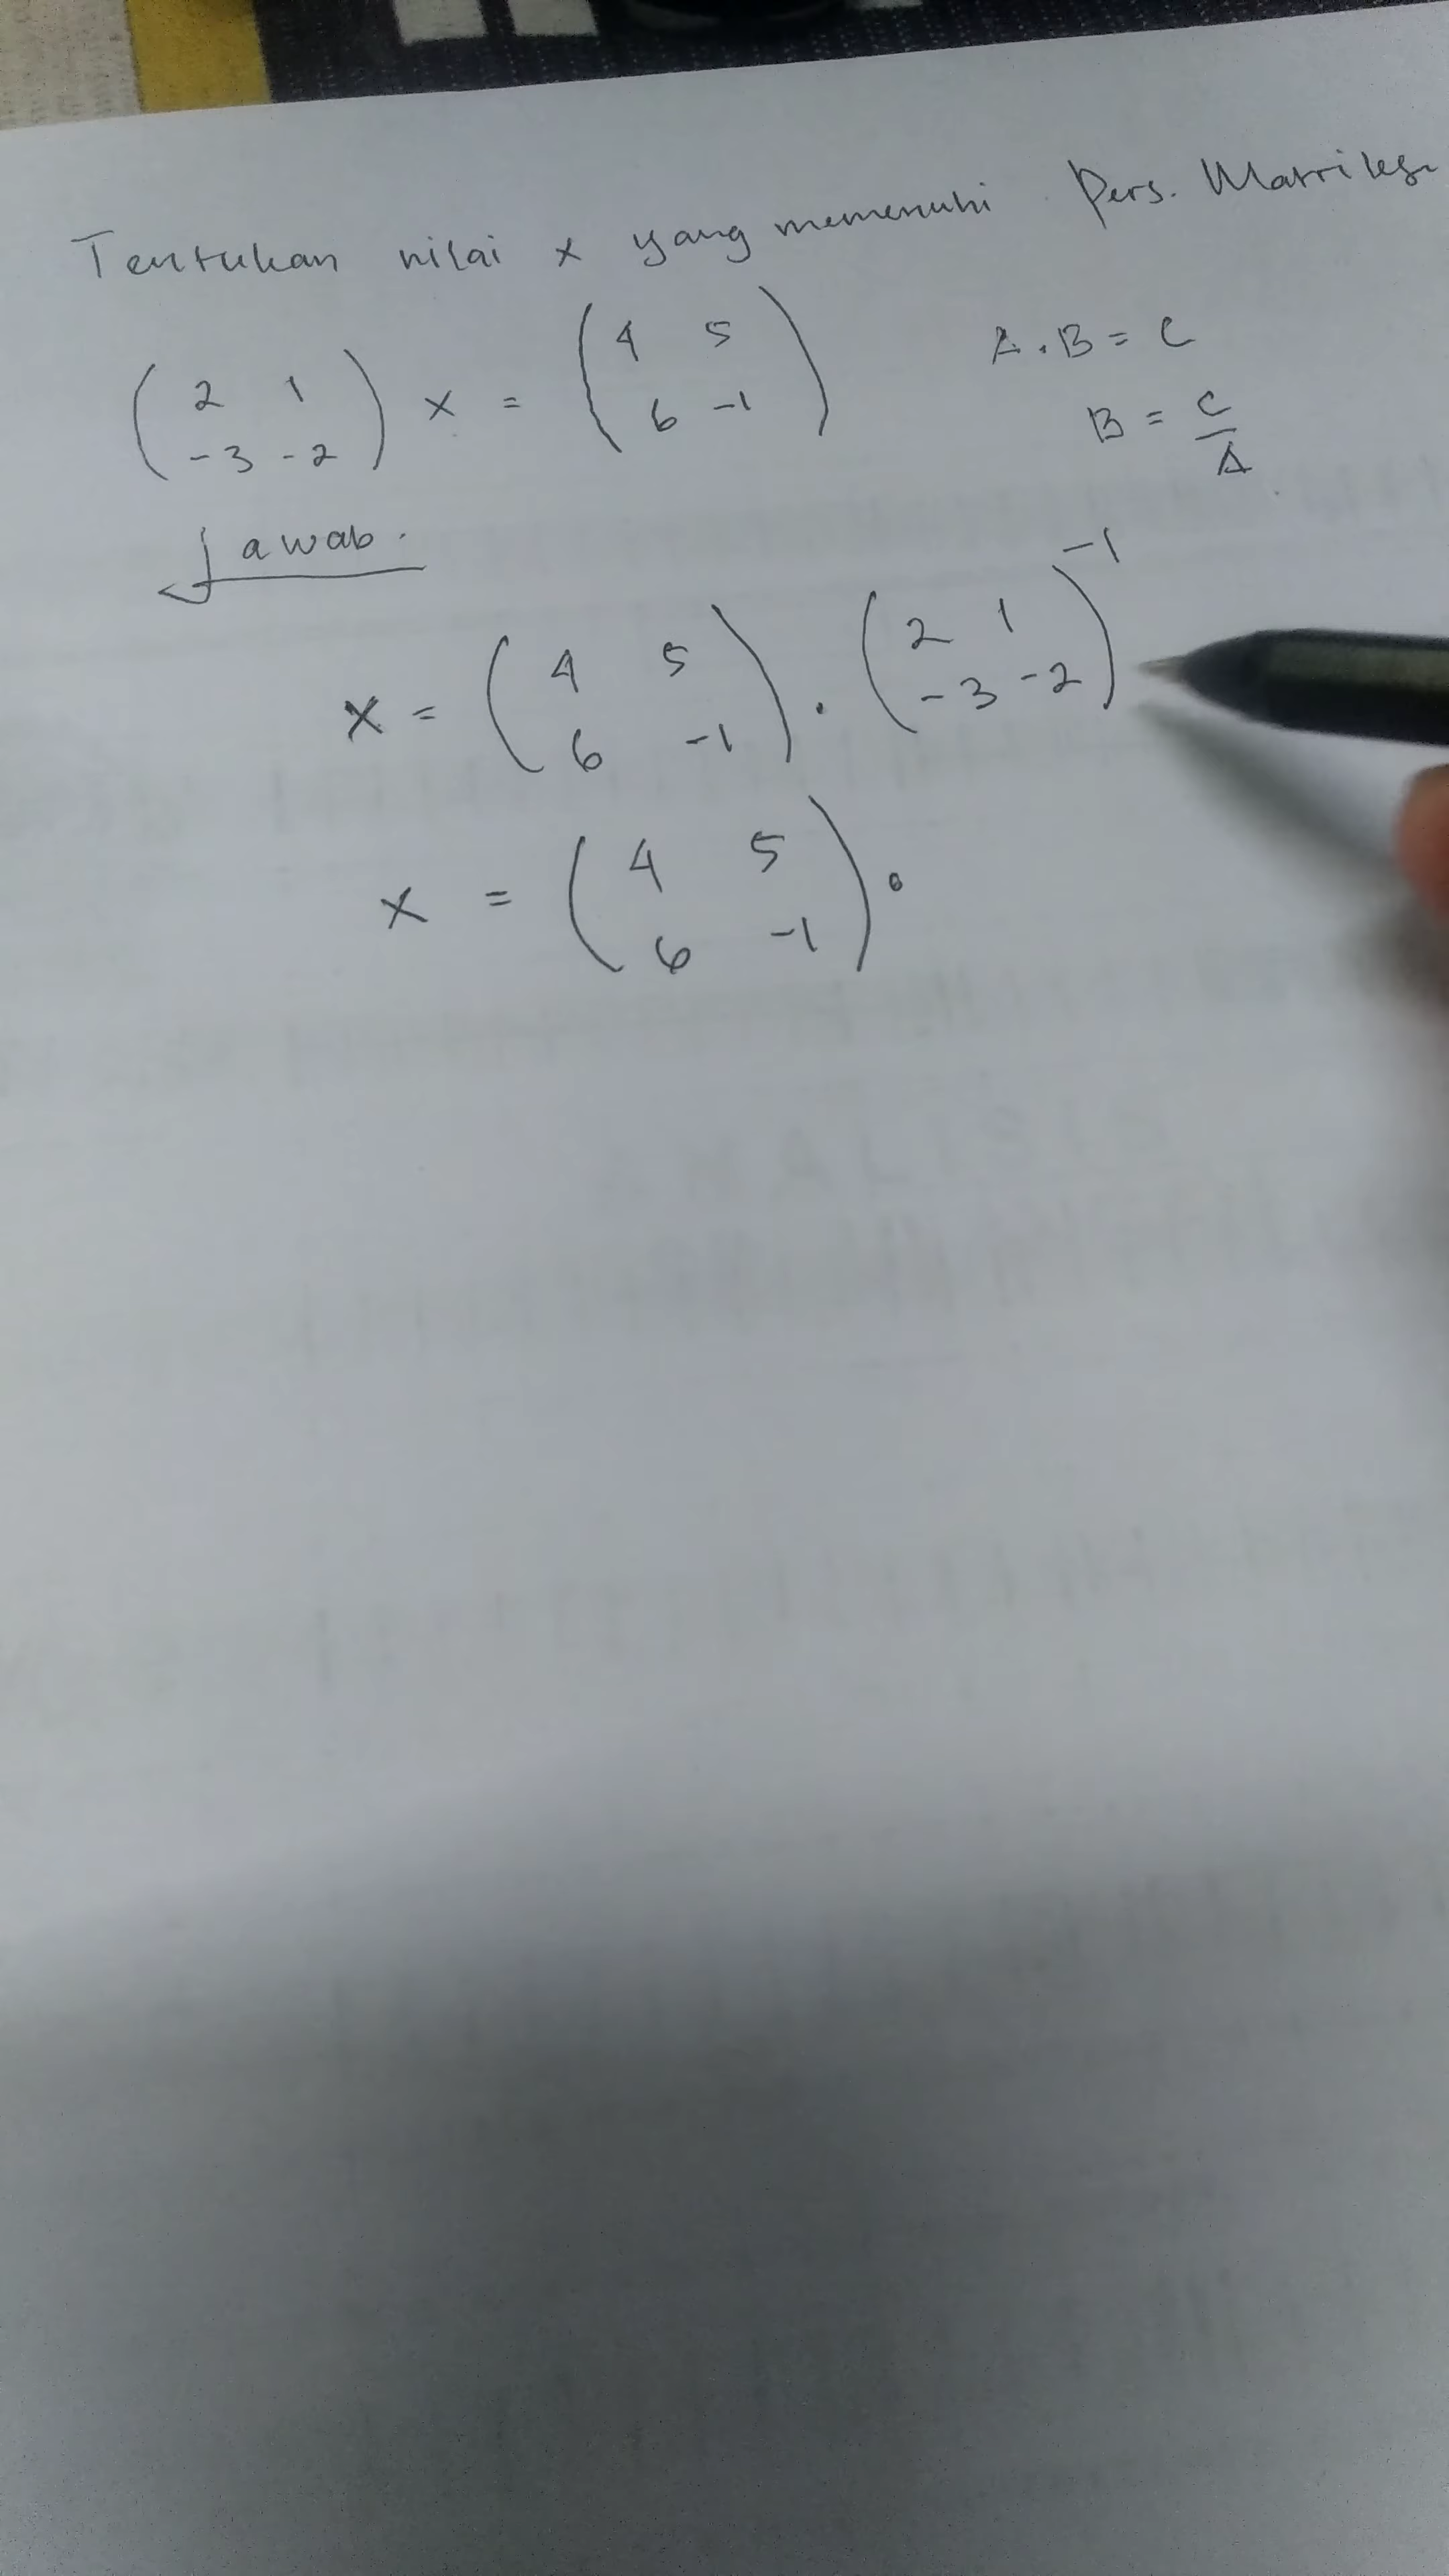 Tentukan nilai x yang memenuhi Pers. Matriks
( 2 1 ) x = ( 4 5 ) A . B = C
( -3 -2 ) ( 6 -1 ) B = C/A
Jawab.
x = ( 4 5 ) . ( 2 1 ) -1
( 6 -1 ) ( -3 -2 )
x = ( 4 5 ) .
( 6 -1 )